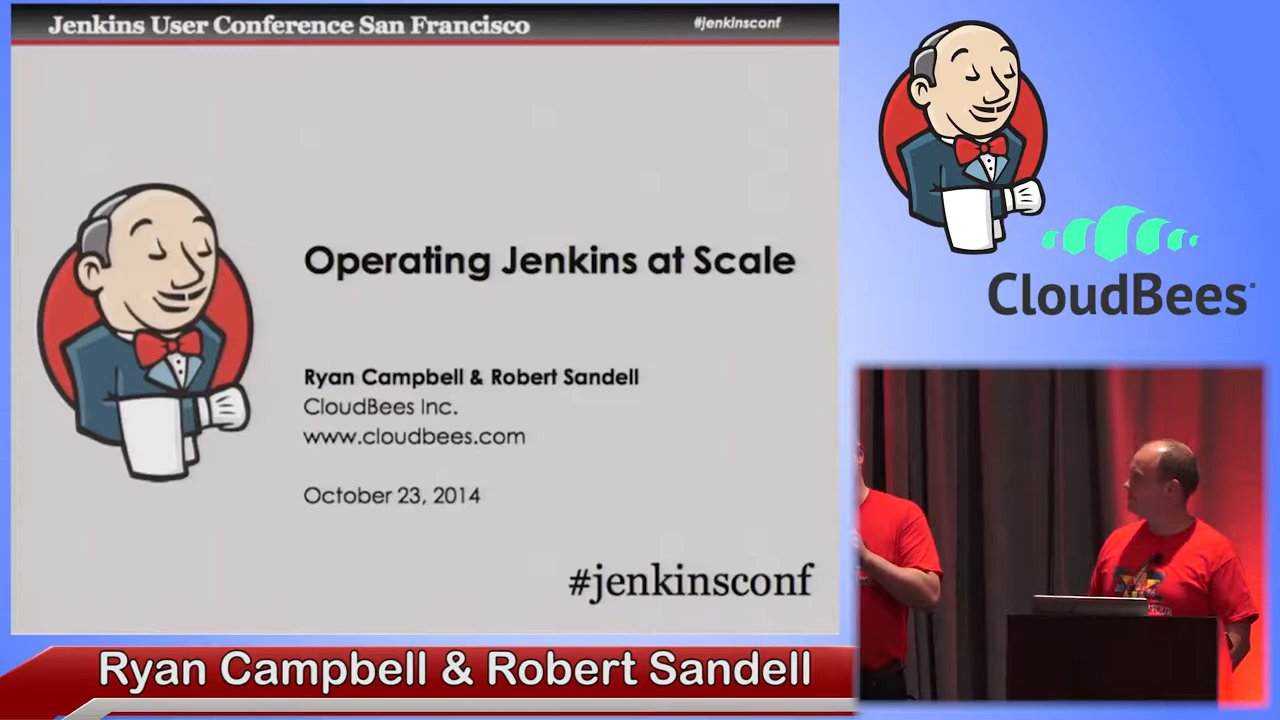 Jenkins User Conference San Francisco
#jenkinsconf
Operating Jenkins at Scale
Ryan Campbell & Robert Sandell
CloudBees Inc.
www.cloudbees.com
October 23, 2014
#jenkinsconf
CloudBees
Ryan Campbell & Robert Sandell